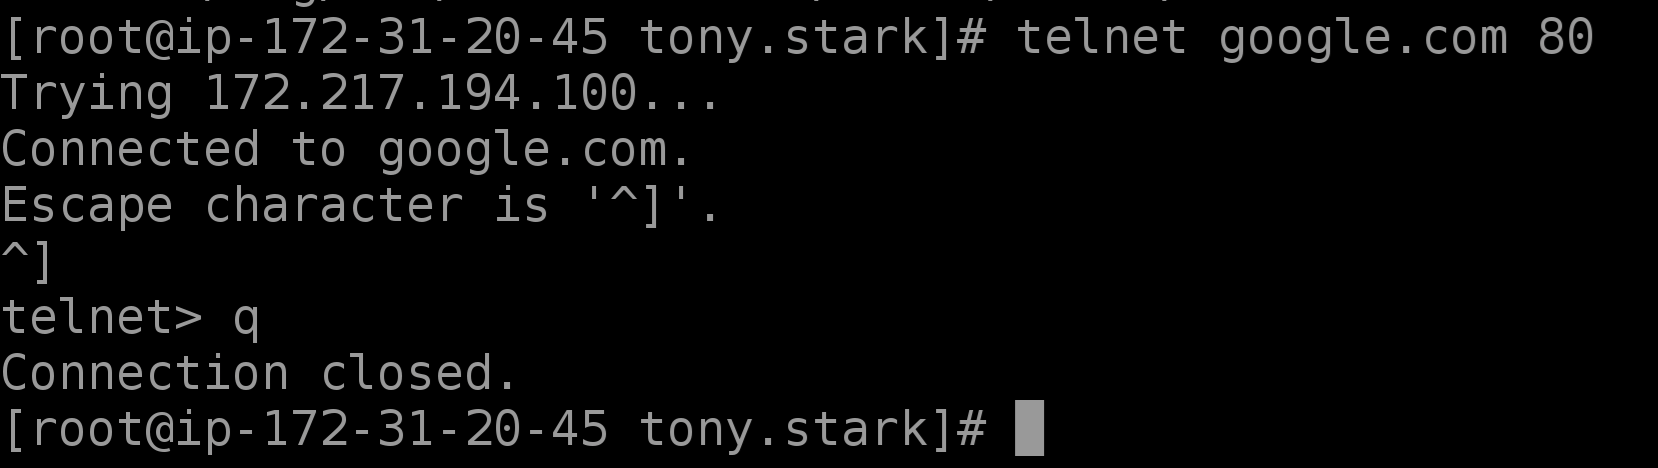 [root@ip-172-31-20-45 tony.stark]# telnet google.com 80
Trying 172.217.194.100...
Connected to google.com.
Escape character is '^]'.
^]
telnet> q
Connection closed.
[root@ip-172-31-20-45 tony.stark]#